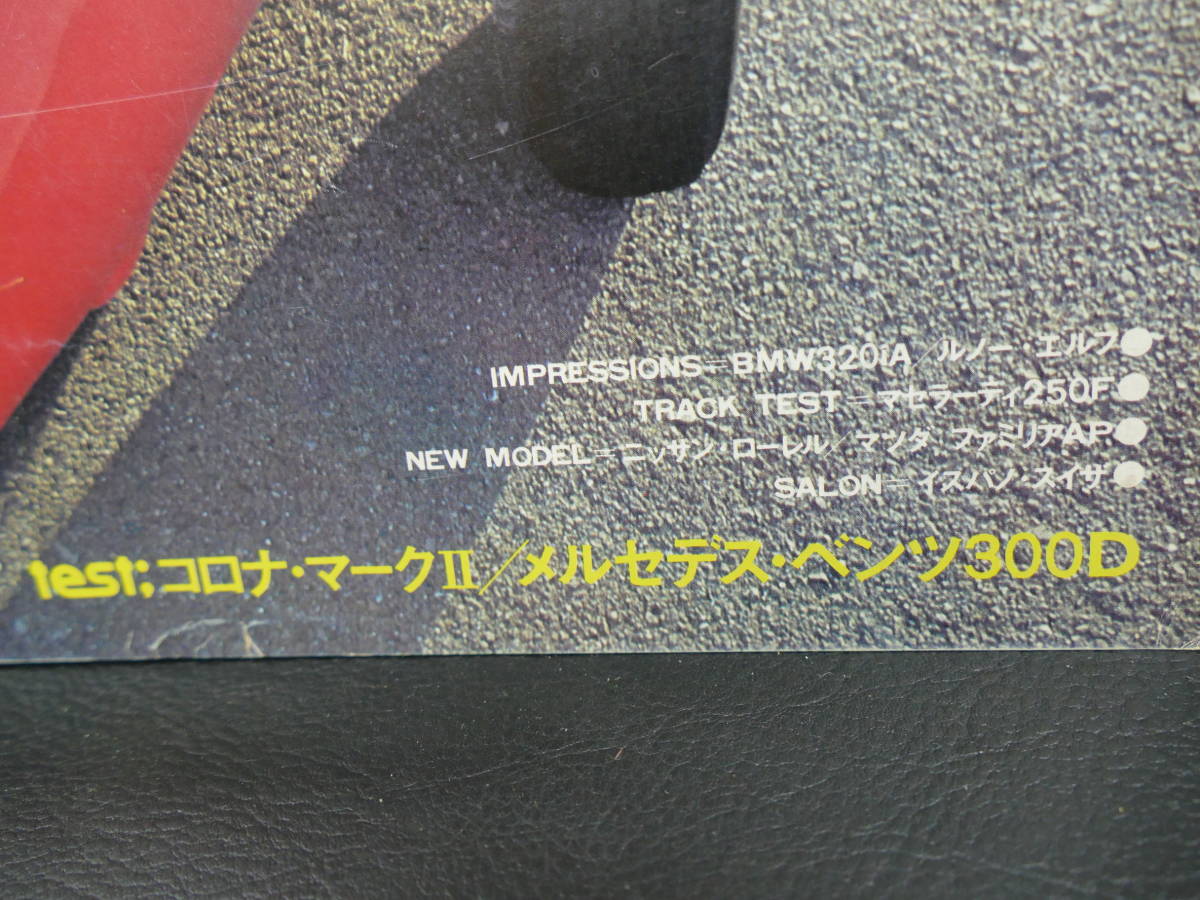 IMPRESSIONS=BMW320iA/ルノー・エルフ●
TRACK TEST=マセラーティ250F●
NEW MODEL=ニッサン・ローレル/マツダ ファミリアAP●
SALON=イスパノ・スイザ●
test;コロナ・マークII/メルセデス・ベンツ300D